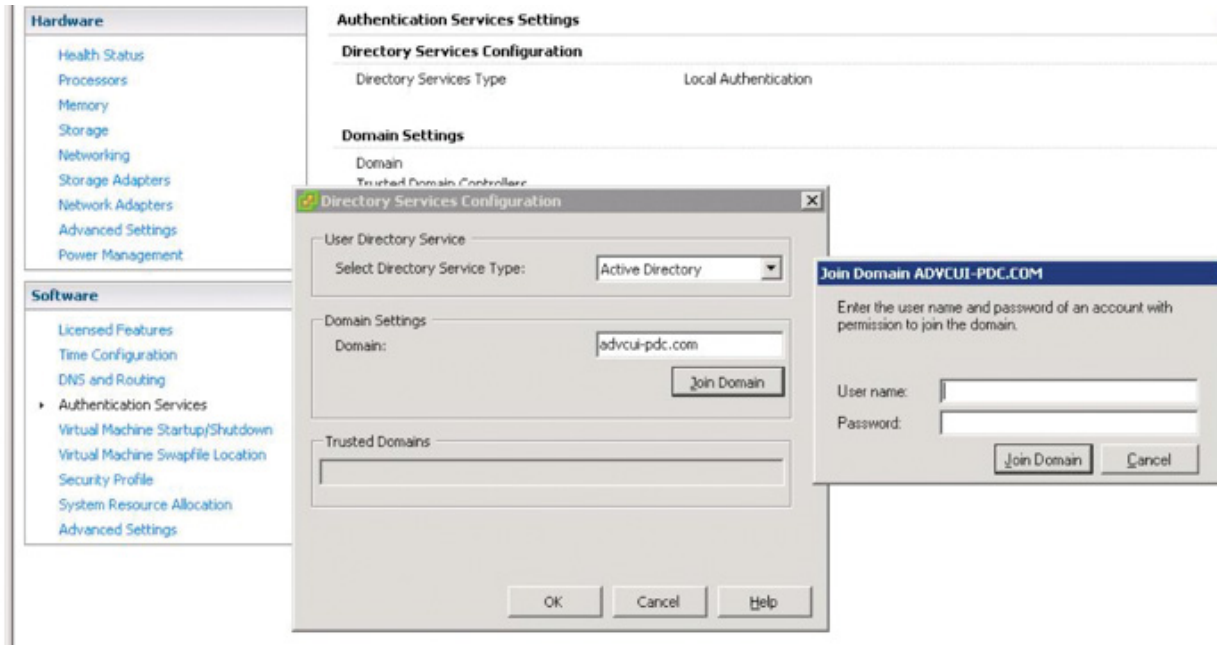 Hardware
Health Status
Processors
Memory
Storage
Networking
Storage Adapters
Network Adapters
Advanced Settings
Power Management
Software
Licensed Features
Time Configuration
DNS and Routing
Authentication Services
Virtual Machine Startup/Shutdown
Virtual Machine Swapfile Location
Security Profile
System Resource Allocation
Advanced Settings
Authentication Services Settings
Directory Services Configuration
Directory Services Type Local Authentication
Domain Settings
Domain
Trusted Domain Controllers
Directory Services Configuration
User Directory Service
Select Directory Service Type: Active Directory
Domain Settings
Domain: advcui-pdc.com
Join Domain
Trusted Domains
OK Cancel Help
Join Domain ADVCUI-PDC.COM
Enter the user name and password of an account with
permission to join the domain.
User name:
Password:
Join Domain Cancel